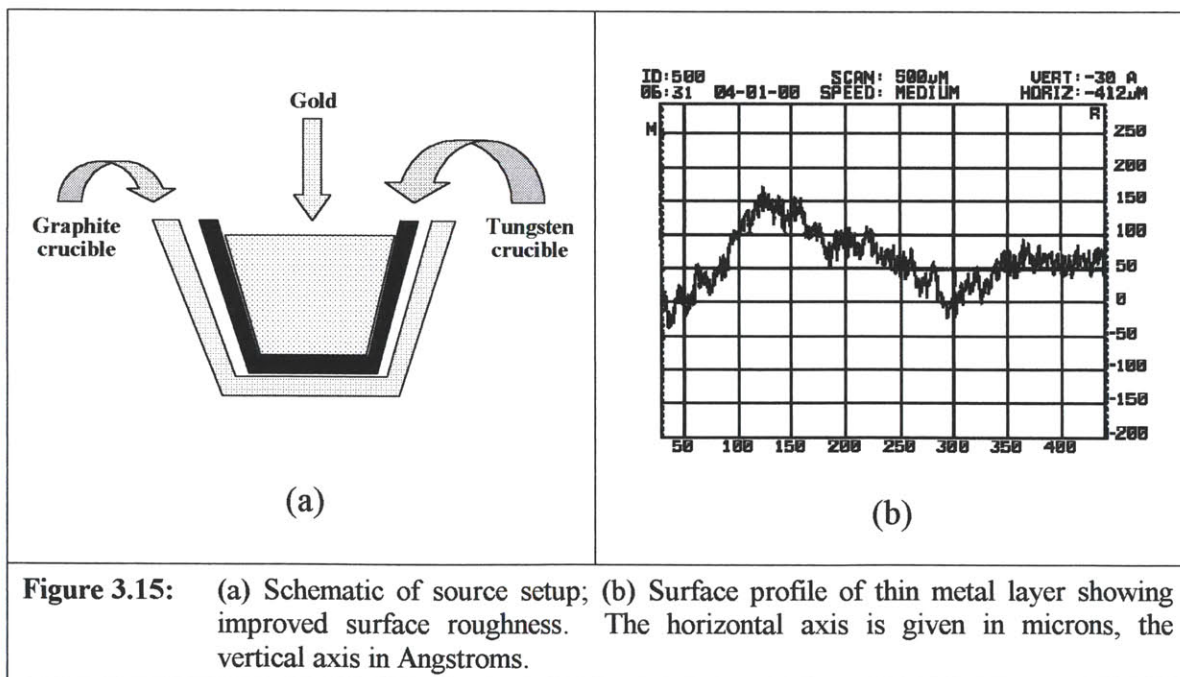 Gold
Graphite
crucible
Tungsten
crucible
(a)
ID:500 SCAN: 500uM VERT:-30 A
06:31 04-01-00 SPEED: MEDIUM HORIZ:-412uM
M
R
250
200
150
100
50
0
-50
-100
-150
-200
50 100 150 200 250 300 350 400
(b)
Figure 3.15: (a) Schematic of source setup; (b) Surface profile of thin metal layer showing
improved surface roughness. The horizontal axis is given in microns, the
vertical axis in Angstroms.